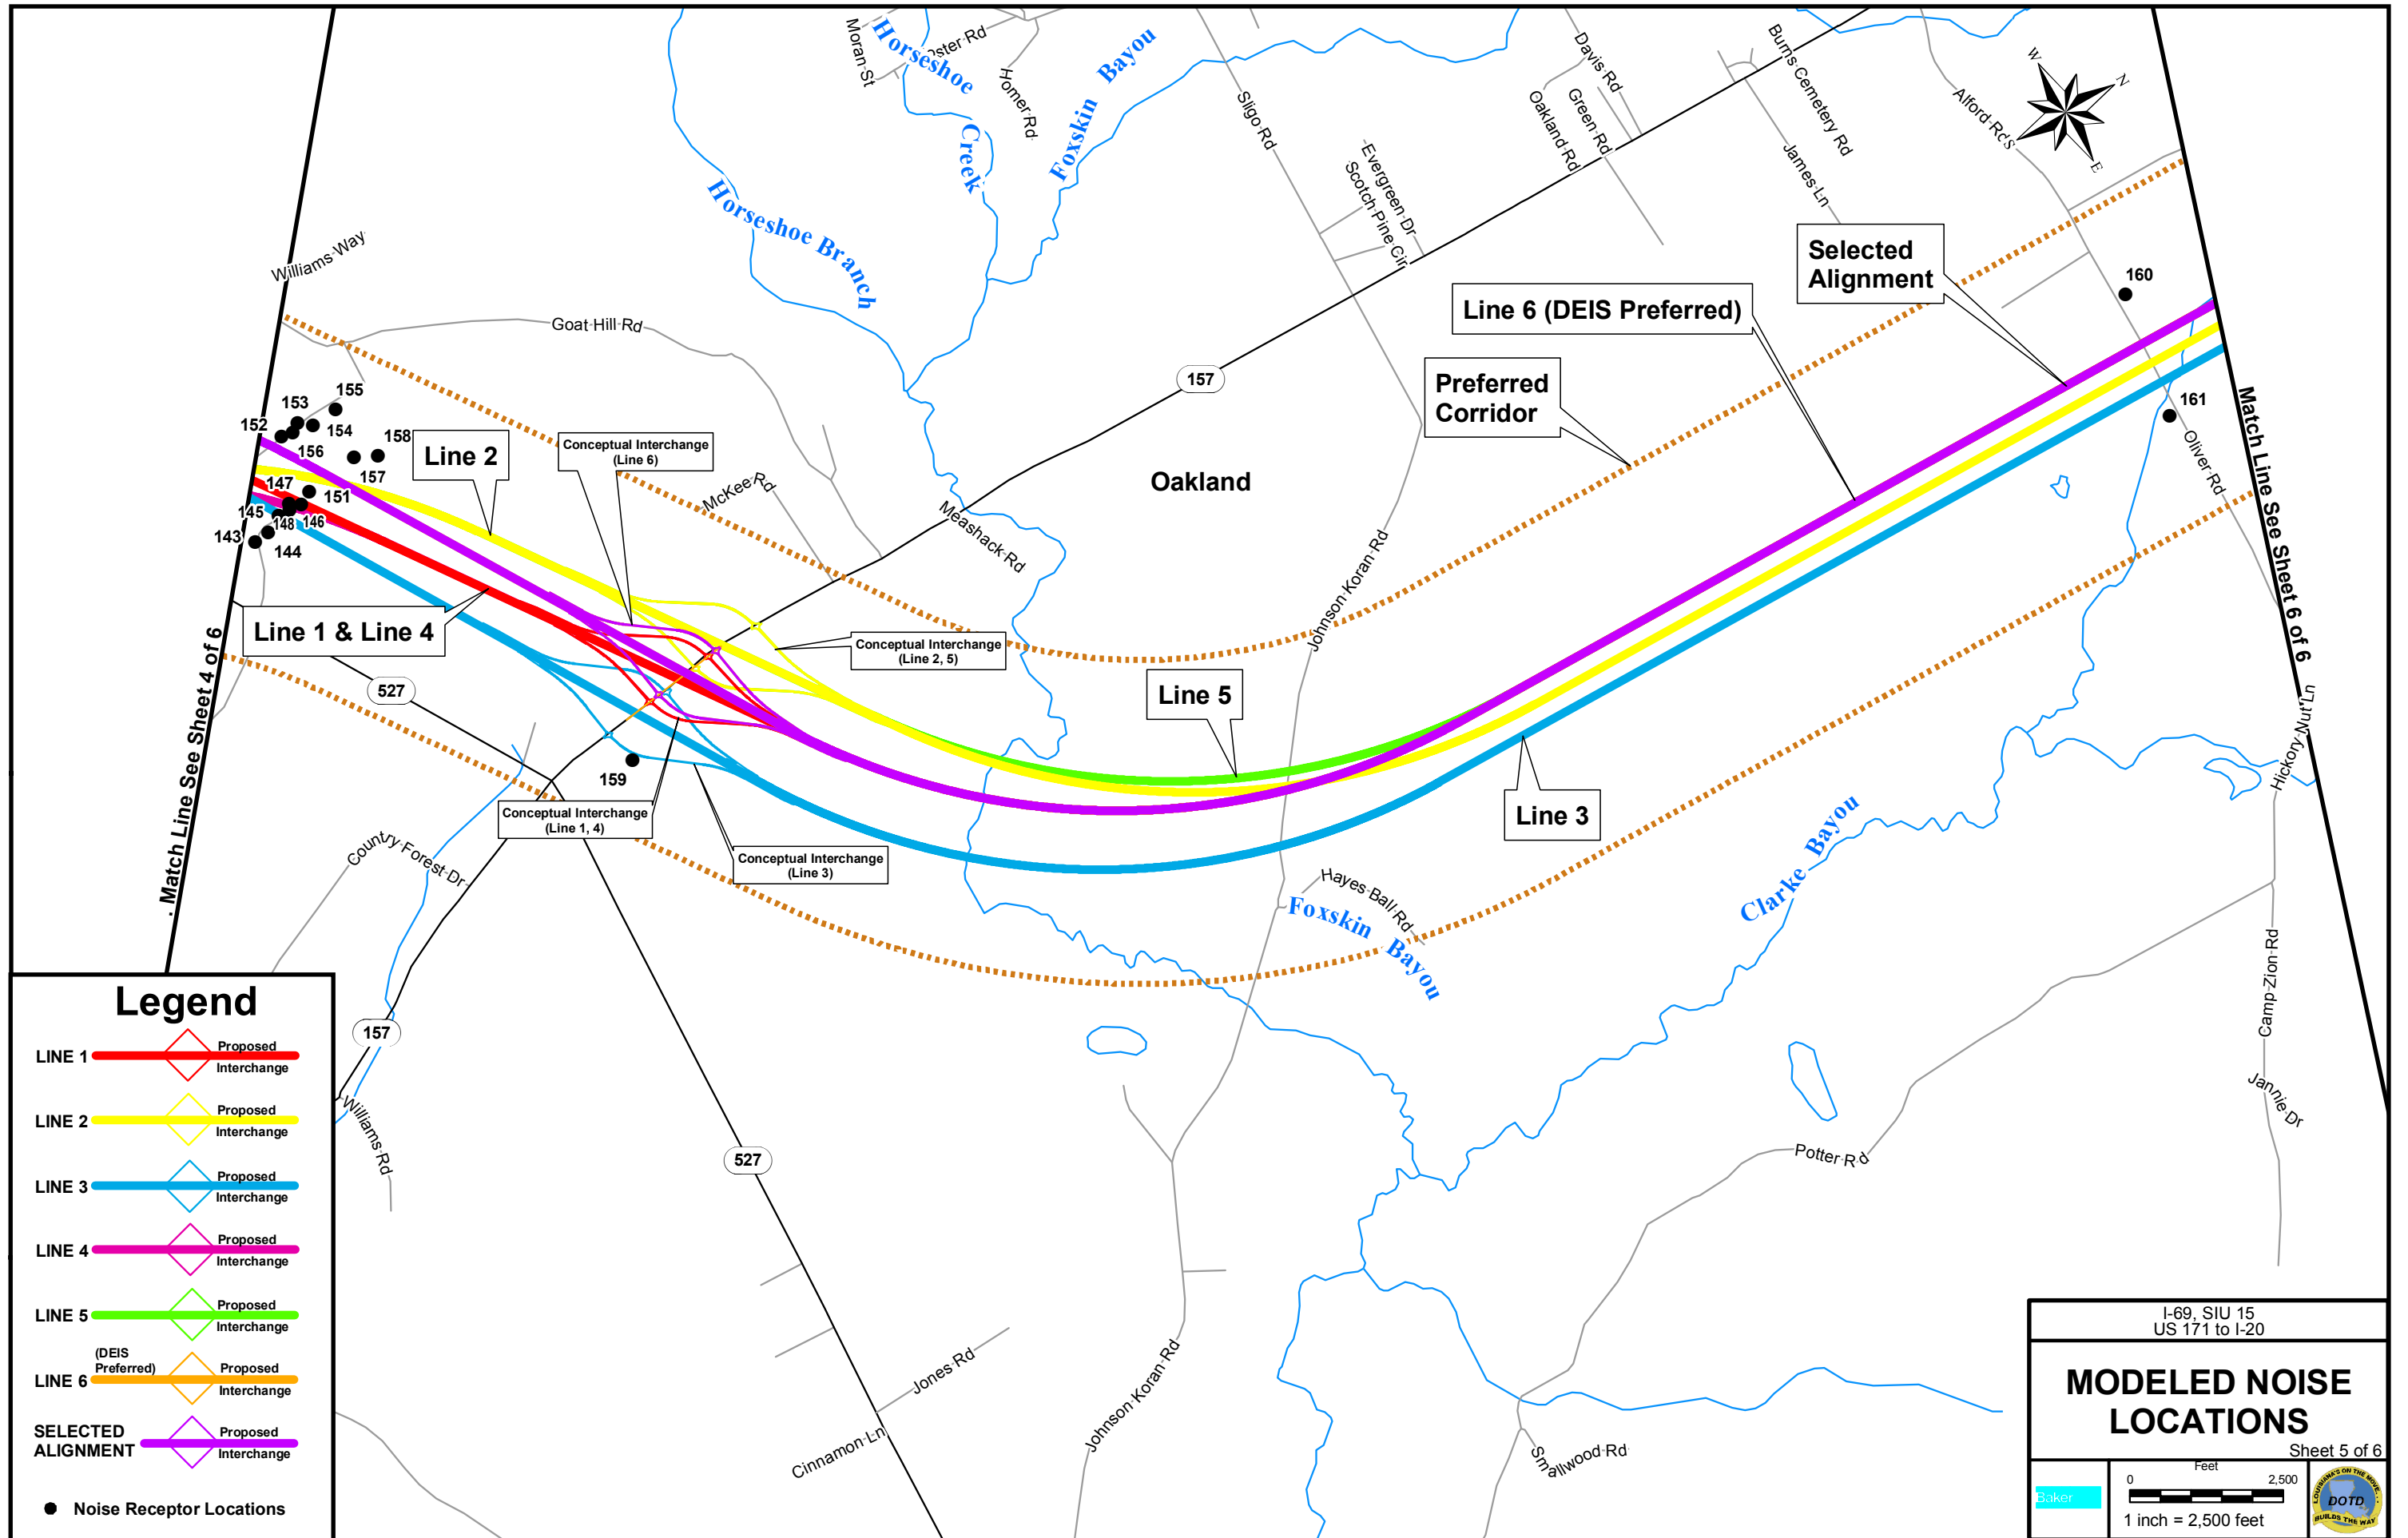 Moran St
Foster Rd
Horseshoe Creek
Homer Rd
Foxskin Bayou
Sligo Rd
Davis Rd
Oakland Rd
Green Rd
Burns Cemetery Rd
James Ln
Alford Rd
W
N
S
E
Evergreen Dr
Scotch Pine Cir
Horseshoe Branch
Williams Way
Goat Hill Rd
Selected
Alignment
160
Line 6 (DEIS Preferred)
157
Preferred
Corridor
161
Oliver Rd
Match Line See Sheet 6 of 6
155
153
152
154
156
158
157
Line 2
Conceptual Interchange
(Line 6)
McKee Rd
Oakland
Meashack Rd
147
151
145
148
146
143
144
Line 1 & Line 4
Match Line See Sheet 4 of 6
527
Conceptual Interchange
(Line 2, 5)
Johnson Koran Rd
Line 5
Line 3
159
Conceptual Interchange
(Line 1, 4)
Conceptual Interchange
(Line 3)
Country Forest Dr
Hayes Ball Rd
Foxskin Bayou
Clarke Bayou
Hickory Nut Ln
Camp Zion Rd
Jannie Dr
Potter Rd
157
Williams Rd
527
Jones Rd
Cinnamon Ln
Johnson Koran Rd
Smallwood Rd
Legend
LINE 1
Proposed
Interchange
LINE 2
Proposed
Interchange
LINE 3
Proposed
Interchange
LINE 4
Proposed
Interchange
LINE 5
Proposed
Interchange
(DEIS
Preferred)
LINE 6
Proposed
Interchange
SELECTED
ALIGNMENT
Proposed
Interchange
Noise Receptor Locations
I-69, SIU 15
US 171 to I-20
MODELED NOISE
LOCATIONS
Sheet 5 of 6
Baker
Feet
0 2,500
1 inch = 2,500 feet
LOUISIANA'S ON THE MOVE...
DOTD
BUILDS THE WAY